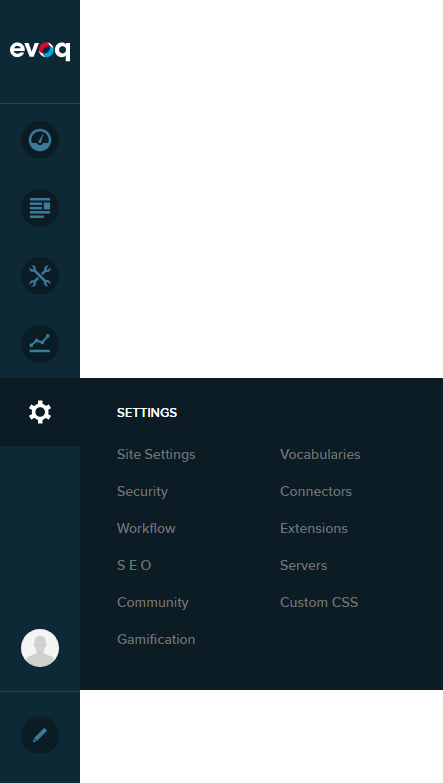 evoq
SETTINGS
Site Settings
Security
Workflow
S E O
Community
Gamification
Vocabularies
Connectors
Extensions
Servers
Custom CSS